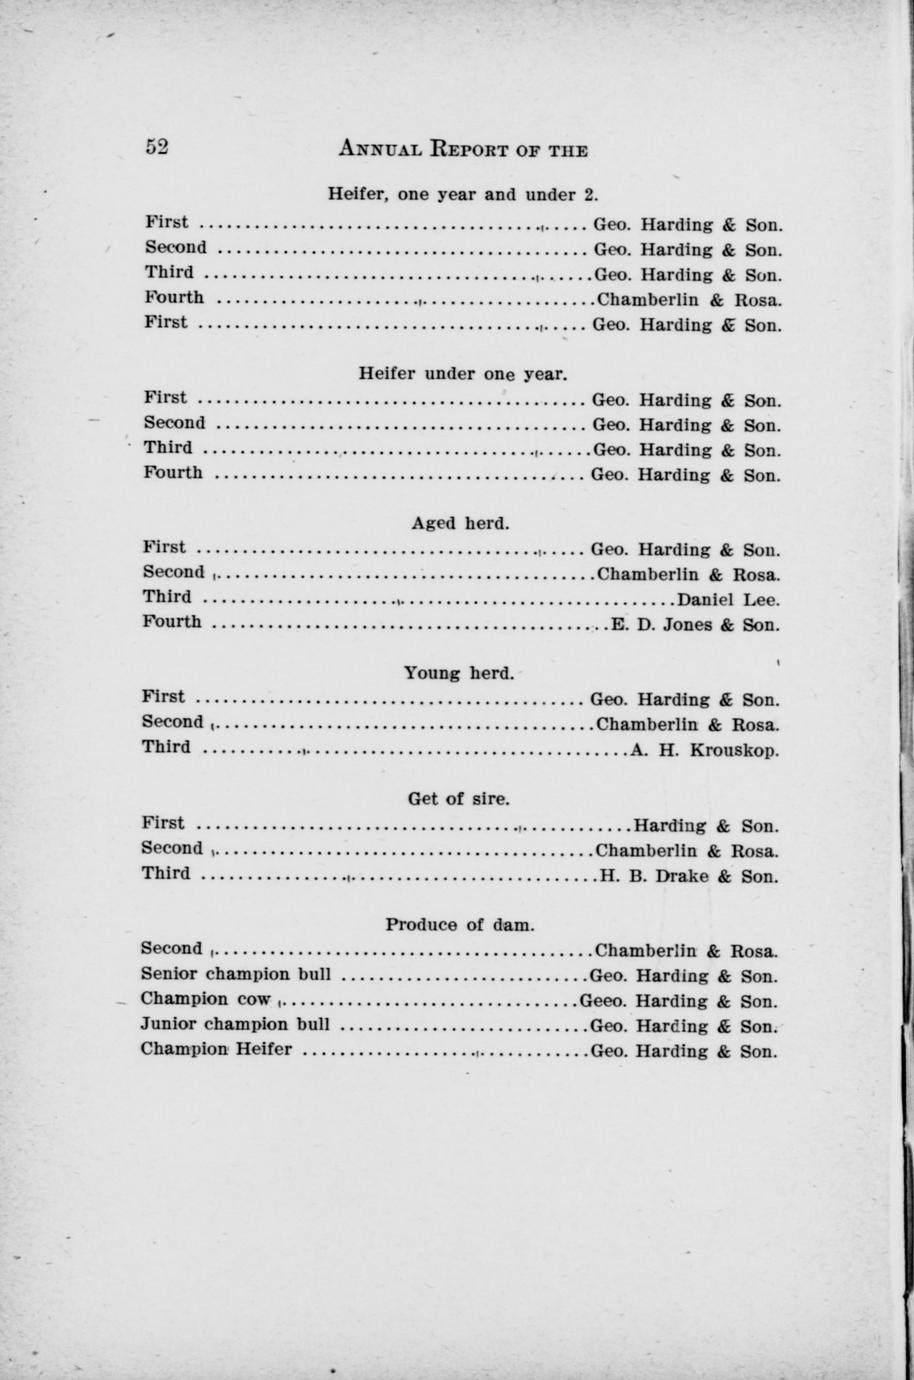 52 ANNUAL REPORT OF THE
Heifer, one year and under 2.
First ........................................ Geo. Harding & Son.
Second ........................................ Geo. Harding & Son.
Third ........................................ Geo. Harding & Son.
Fourth ........................................ Chamberlin & Rosa.
First ........................................ Geo. Harding & Son.
Heifer under one year.
First ........................................ Geo. Harding & Son.
Second ........................................ Geo. Harding & Son.
Third ........................................ Geo. Harding & Son.
Fourth ........................................ Geo. Harding & Son.
Aged herd.
First ........................................ Geo. Harding & Son.
Second ........................................ Chamberlin & Rosa.
Third ........................................ Daniel Lee.
Fourth ........................................ E. D. Jones & Son.
Young herd.
First ........................................ Geo. Harding & Son.
Second ........................................ Chamberlin & Rosa.
Third ........................................ A. H. Krouskop.
Get of sire.
First ........................................ Harding & Son.
Second ........................................ Chamberlin & Rosa.
Third ........................................ H. B. Drake & Son.
Produce of dam.
Second ........................................ Chamberlin & Rosa.
Senior champion bull ........................... Geo. Harding & Son.
Champion cow ................................ Geeo. Harding & Son.
Junior champion bull ........................... Geo. Harding & Son.
Champion Heifer ............................... Geo. Harding & Son.